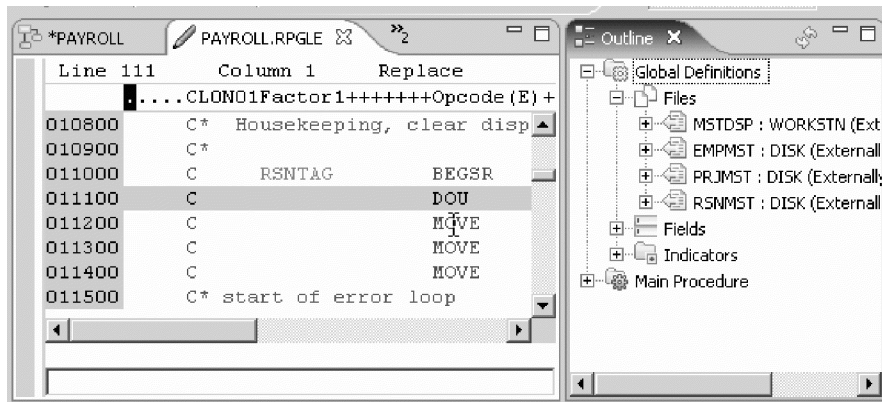 *PAYROLL
PAYROLL.RPGLE
»2
Line 111 Column 1 Replace
.....CLON01Factor1+++++++Opcode(E)+
010800 C* Housekeeping, clear disp
010900 C*
011000 C RSNTAG BEGSR
011100 C DOU
011200 C MOVE
011300 C MOVE
011400 C MOVE
011500 C* start of error loop
Outline
Global Definitions
Files
MSTDSP : WORKSTN (Ext
EMPMST : DISK (Externall
PRJMST : DISK (Externally
RSNMST : DISK (Externall
Fields
Indicators
Main Procedure